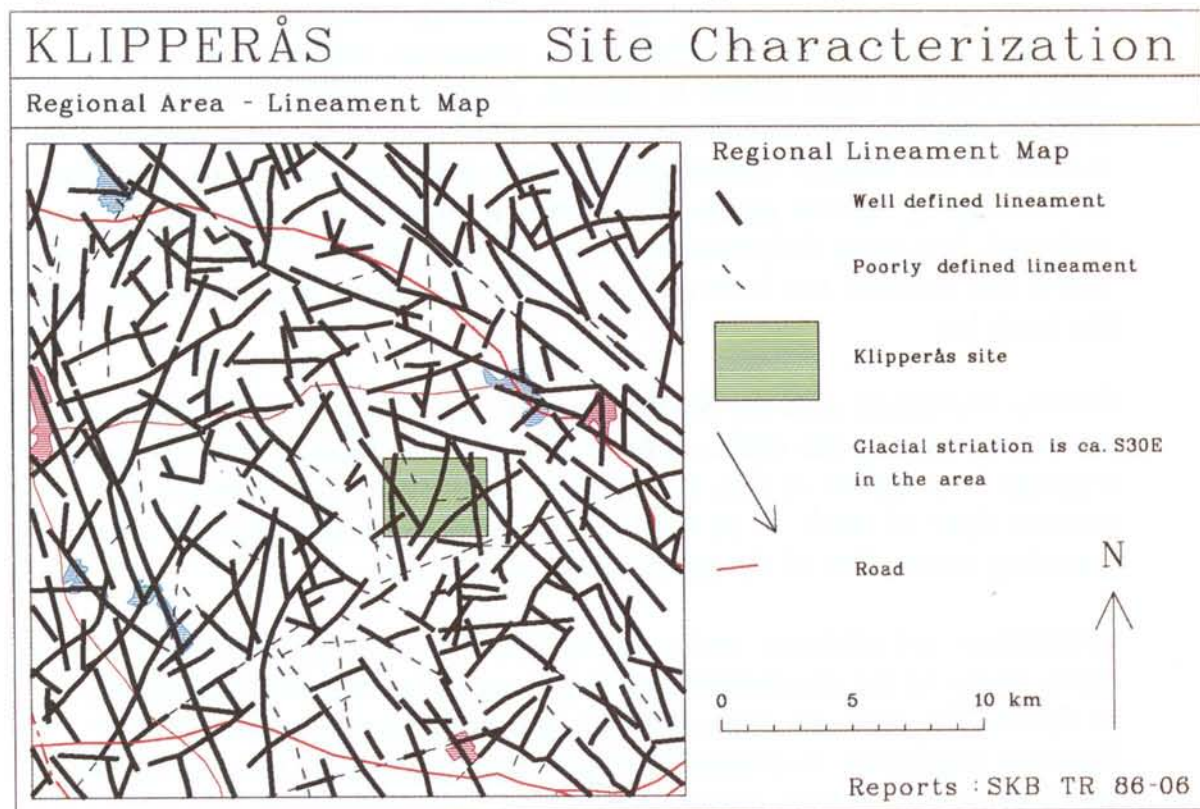 KLIPPERÅS Site Characterization
Regional Area - Lineament Map
Regional Lineament Map
Well defined lineament
Poorly defined lineament
Klipperås site
Glacial striation is ca. S30E
in the area
Road
N
0 5 10 km
Reports : SKB TR 86-06